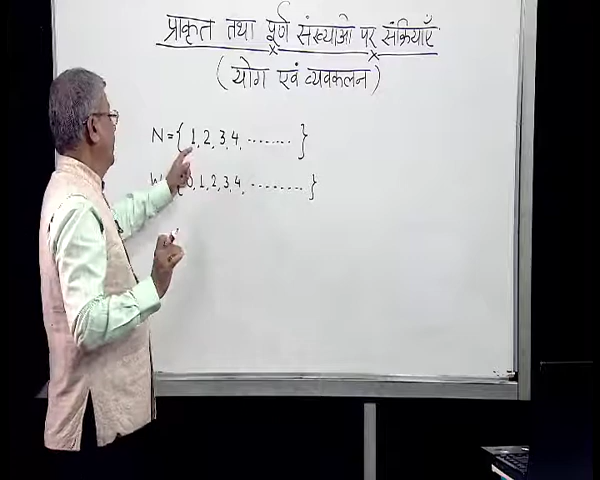 प्राकृत तथा पूर्ण संख्याओ पर संक्रियाएँ
(योग एवं व्यवकलन)
N={1,2,3,4,........}
W {0,1,2,3,4,.........}